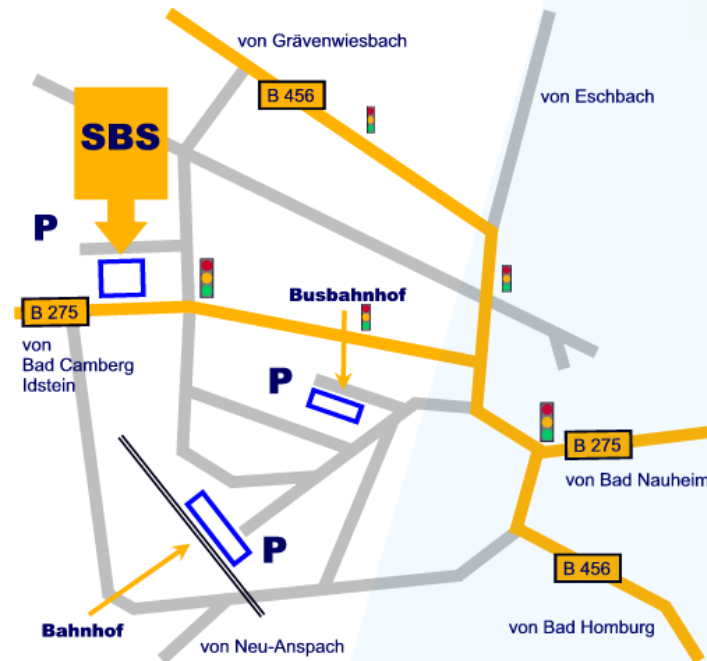 von Grävenwiesbach
B 456
von Eschbach
SBS
P
Busbahnhof
B 275
von
Bad Camberg
Idstein
P
B 275
von Bad Nauheim
P
B 456
Bahnhof
von Neu-Anspach
von Bad Homburg